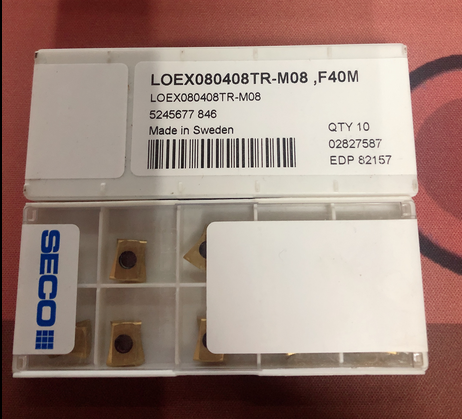 LOEX080408TR-M08 ,F40M
LOEX080408TR-M08
5245677 846
Made in Sweden
QTY 10
02827587
EDP 82157
SECO